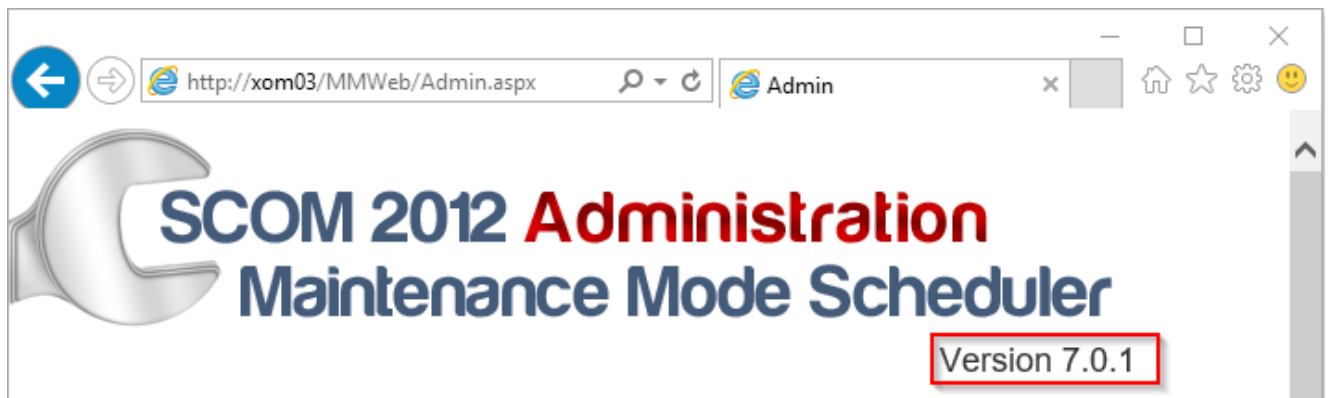 http://xom03/MMWeb/Admin.aspx
Admin
SCOM 2012 Administration
Maintenance Mode Scheduler
Version 7.0.1